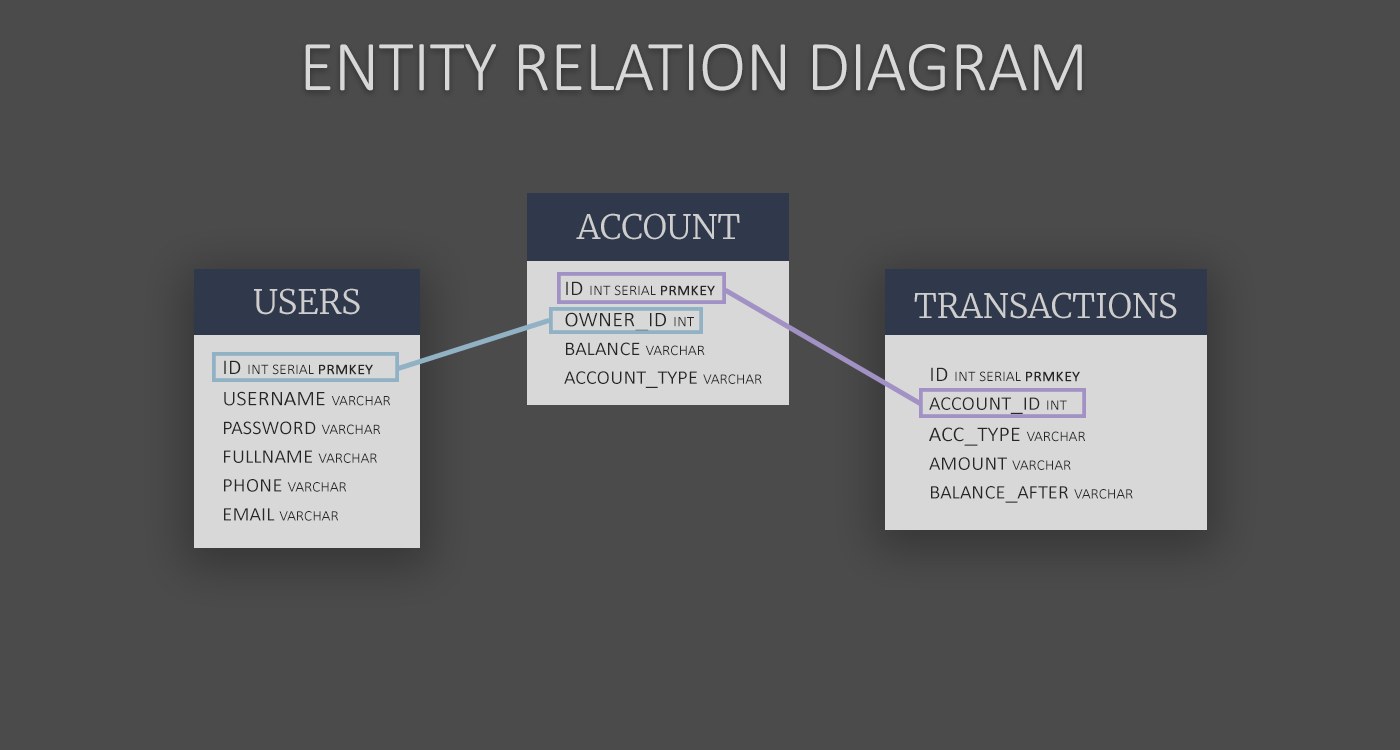 ENTITY RELATION DIAGRAM
USERS
ID INT SERIAL PRMKEY
USERNAME VARCHAR
PASSWORD VARCHAR
FULLNAME VARCHAR
PHONE VARCHAR
EMAIL VARCHAR
ACCOUNT
ID INT SERIAL PRMKEY
OWNER_ID INT
BALANCE VARCHAR
ACCOUNT_TYPE VARCHAR
TRANSACTIONS
ID INT SERIAL PRMKEY
ACCOUNT_ID INT
ACC_TYPE VARCHAR
AMOUNT VARCHAR
BALANCE_AFTER VARCHAR